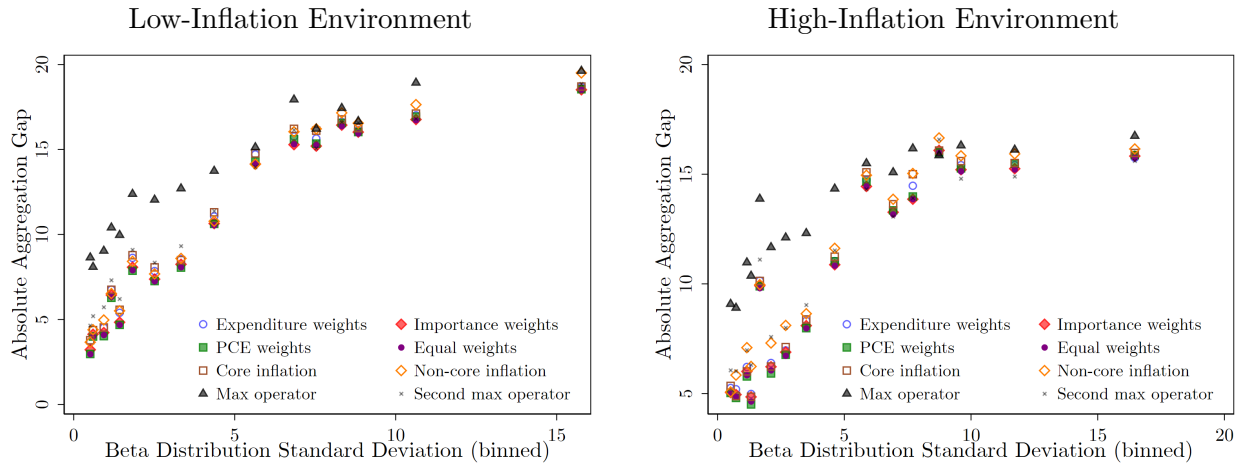 Low-Inflation Environment
Absolute Aggregation Gap
20
15
10
5
0
Expenditure weights
Importance weights
PCE weights
Equal weights
Core inflation
Non-core inflation
Max operator
Second max operator
0
5
10
15
Beta Distribution Standard Deviation (binned)
High-Inflation Environment
Absolute Aggregation Gap
20
15
10
5
Expenditure weights
Importance weights
PCE weights
Equal weights
Core inflation
Non-core inflation
Max operator
Second max operator
0
5
10
15
20
Beta Distribution Standard Deviation (binned)